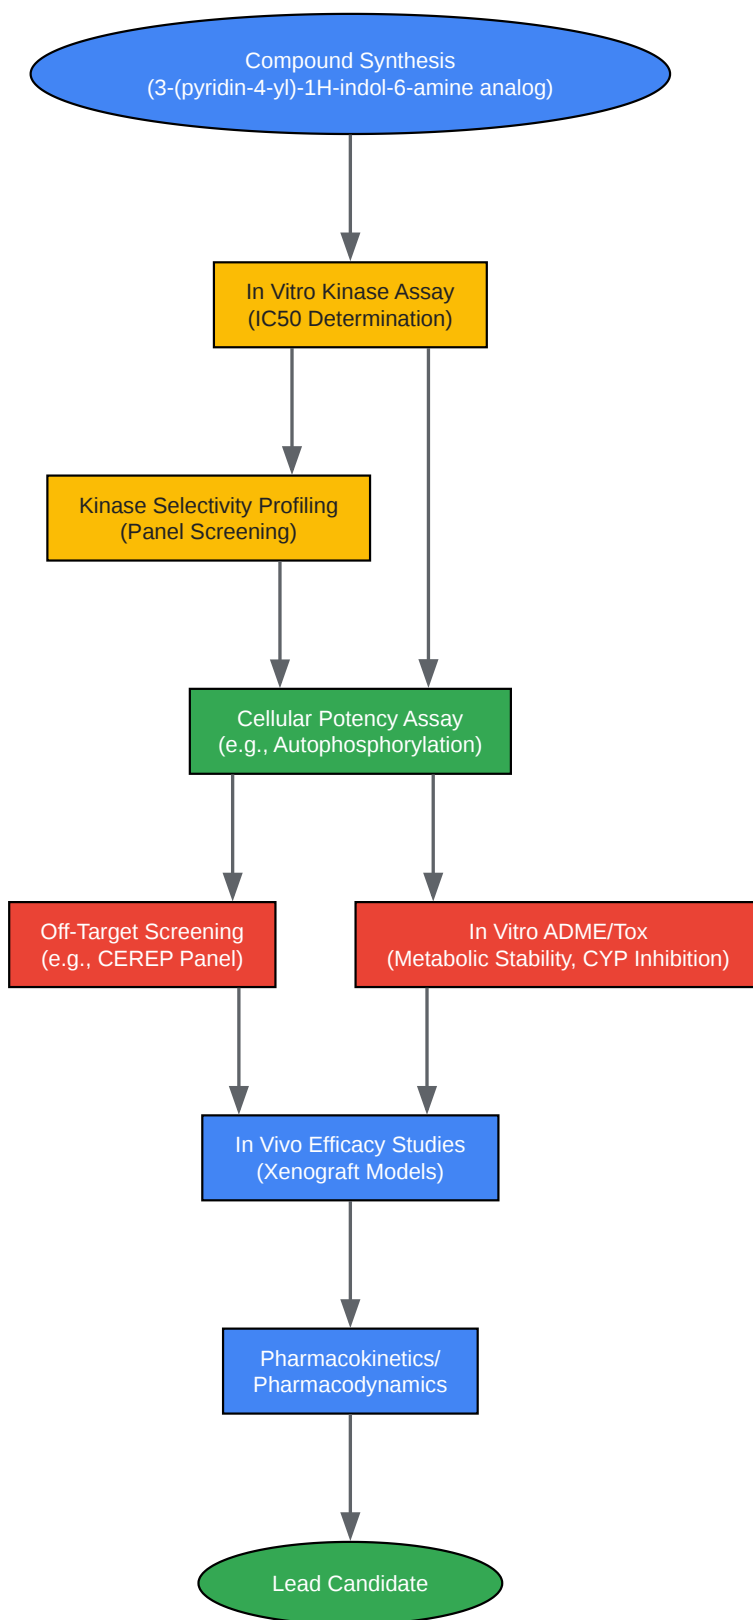 Compound Synthesis
(3-(pyridin-4-yl)-1H-indol-6-amine analog)
In Vitro Kinase Assay
(IC50 Determination)
Kinase Selectivity Profiling
(Panel Screening)
Cellular Potency Assay
(e.g., Autophosphorylation)
Off-Target Screening
(e.g., CEREP Panel)
In Vitro ADME/Tox
(Metabolic Stability, CYP Inhibition)
In Vivo Efficacy Studies
(Xenograft Models)
Pharmacokinetics/
Pharmacodynamics
Lead Candidate